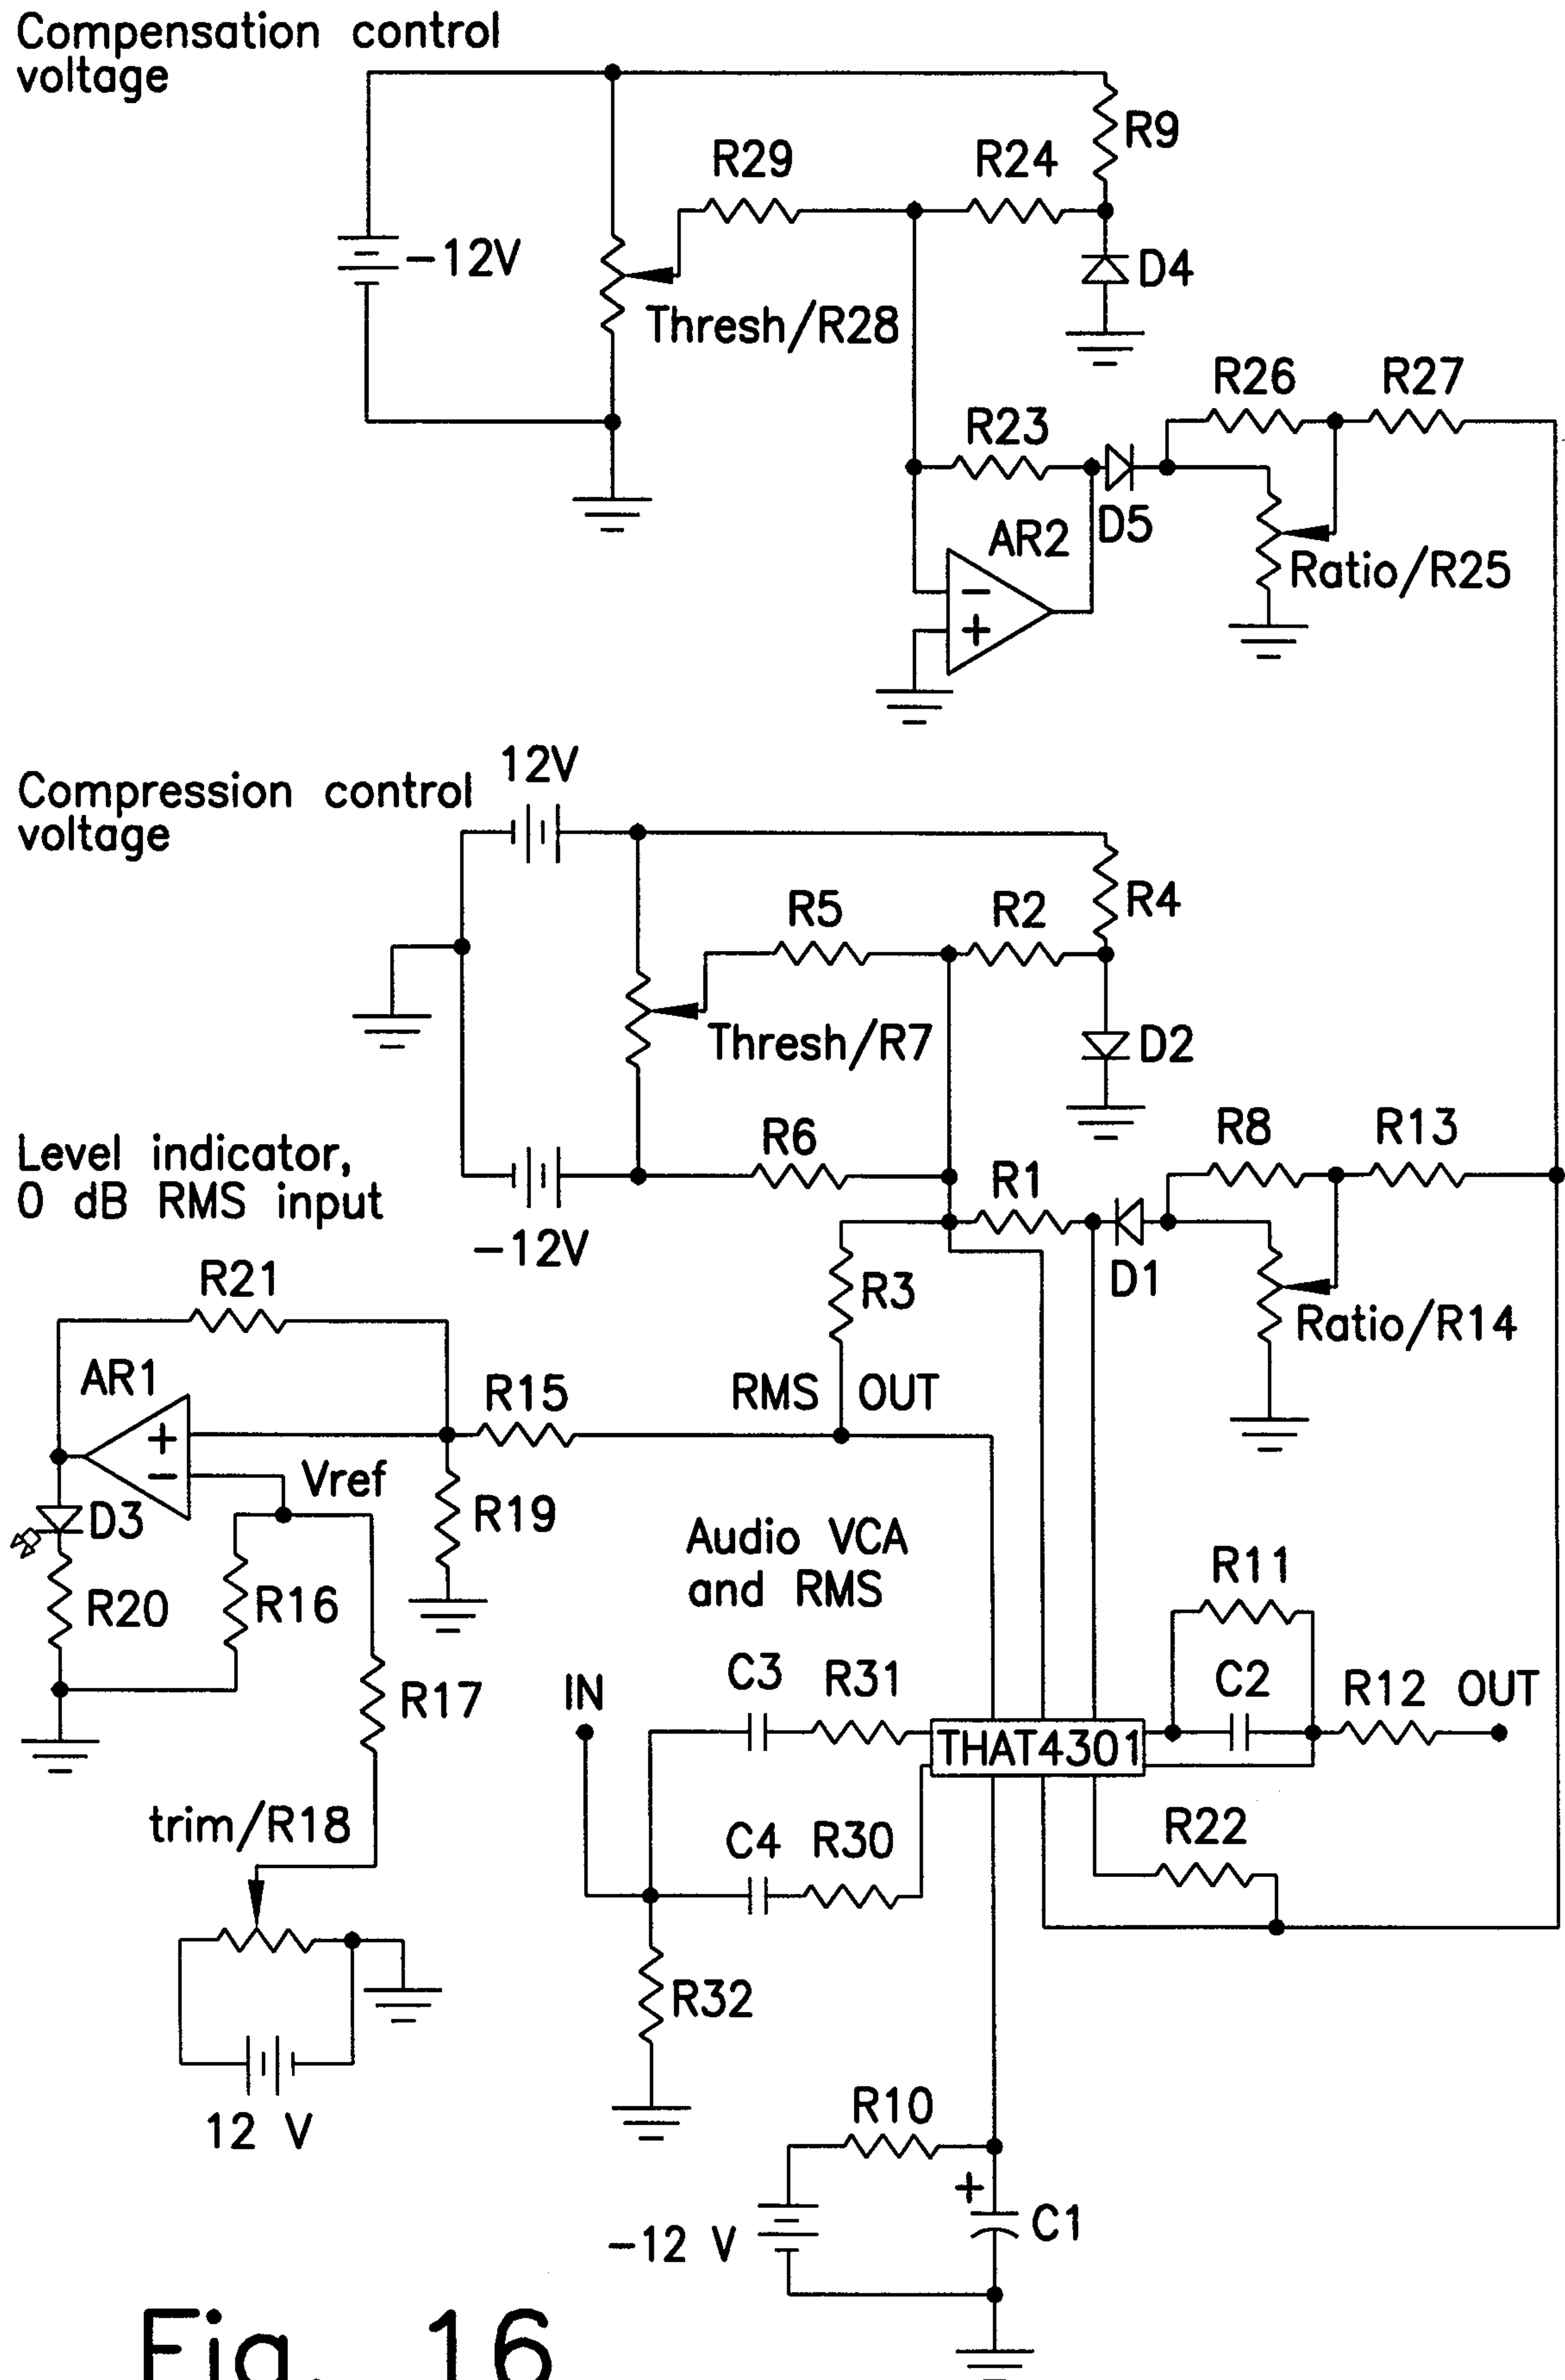 Compensation control
voltage
R9
R29
R24
-12V
D4
Thresh/R28
R26
R27
R23
D5
AR2
−
+
Ratio/R25
12V
Compression control
voltage
R4
R5
R2
Thresh/R7
D2
Level indicator,
0 dB RMS input
R6
R8
R13
R1
-12V
D1
R21
R3
Ratio/R14
AR1
R15
RMS OUT
+
−
Vref
D3
R19
Audio VCA
and RMS
R11
R20
R16
IN
C3
R31
C2
R12
OUT
R17
THAT4301
trim/R18
C4
R30
R22
R32
12 V
R10
+
-12 V
C1
Fig. 16